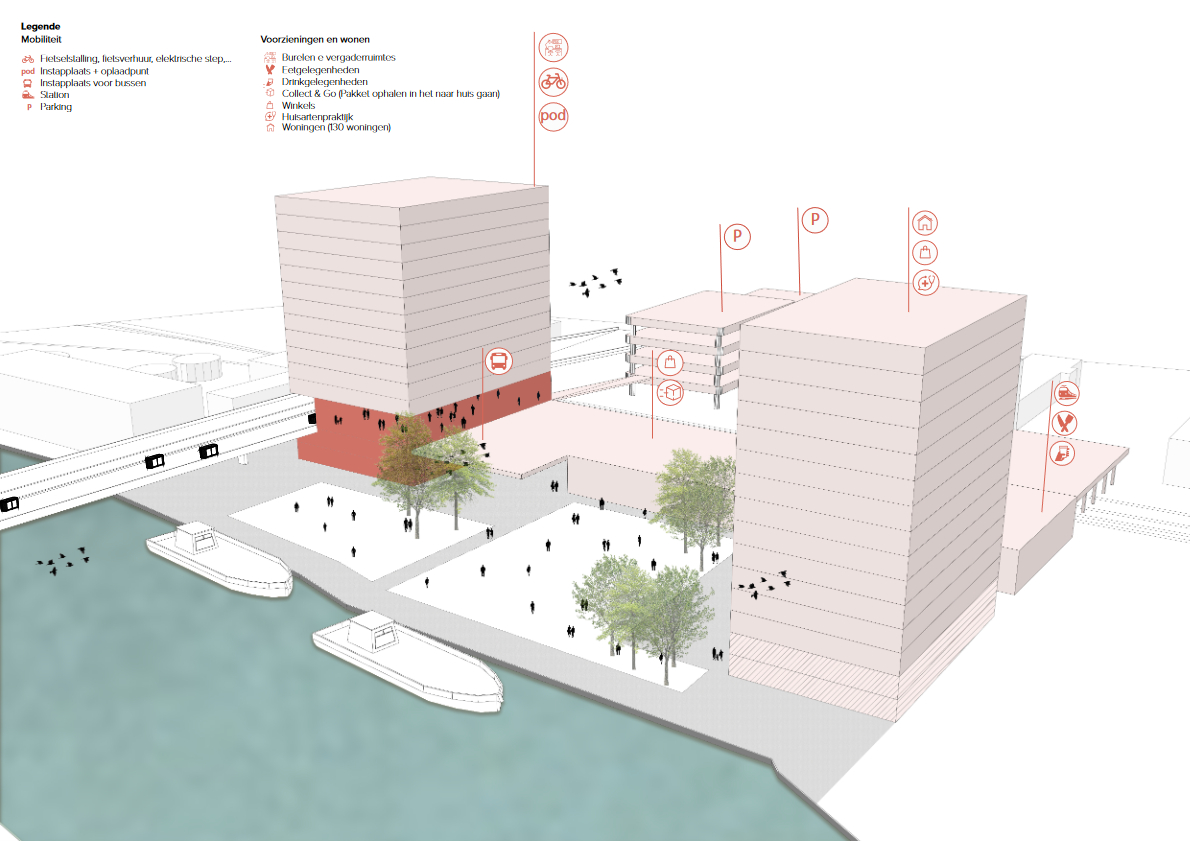 Legende
Mobiliteit
Fietselstalling, fietsverhuur, elektrische step,...
pod Instapplaats + oplaadpunt
Instapplaats voor bussen
Station
P Parking
Voorzieningen en wonen
Burelen e vergaderruimtes
Eetgelegenheden
Drinkgelegenheden
Collect & Go (Pakket ophalen in het naar huis gaan)
Winkels
Huisartenpraktijk
Woningen (130 woningen)
pod
P
P